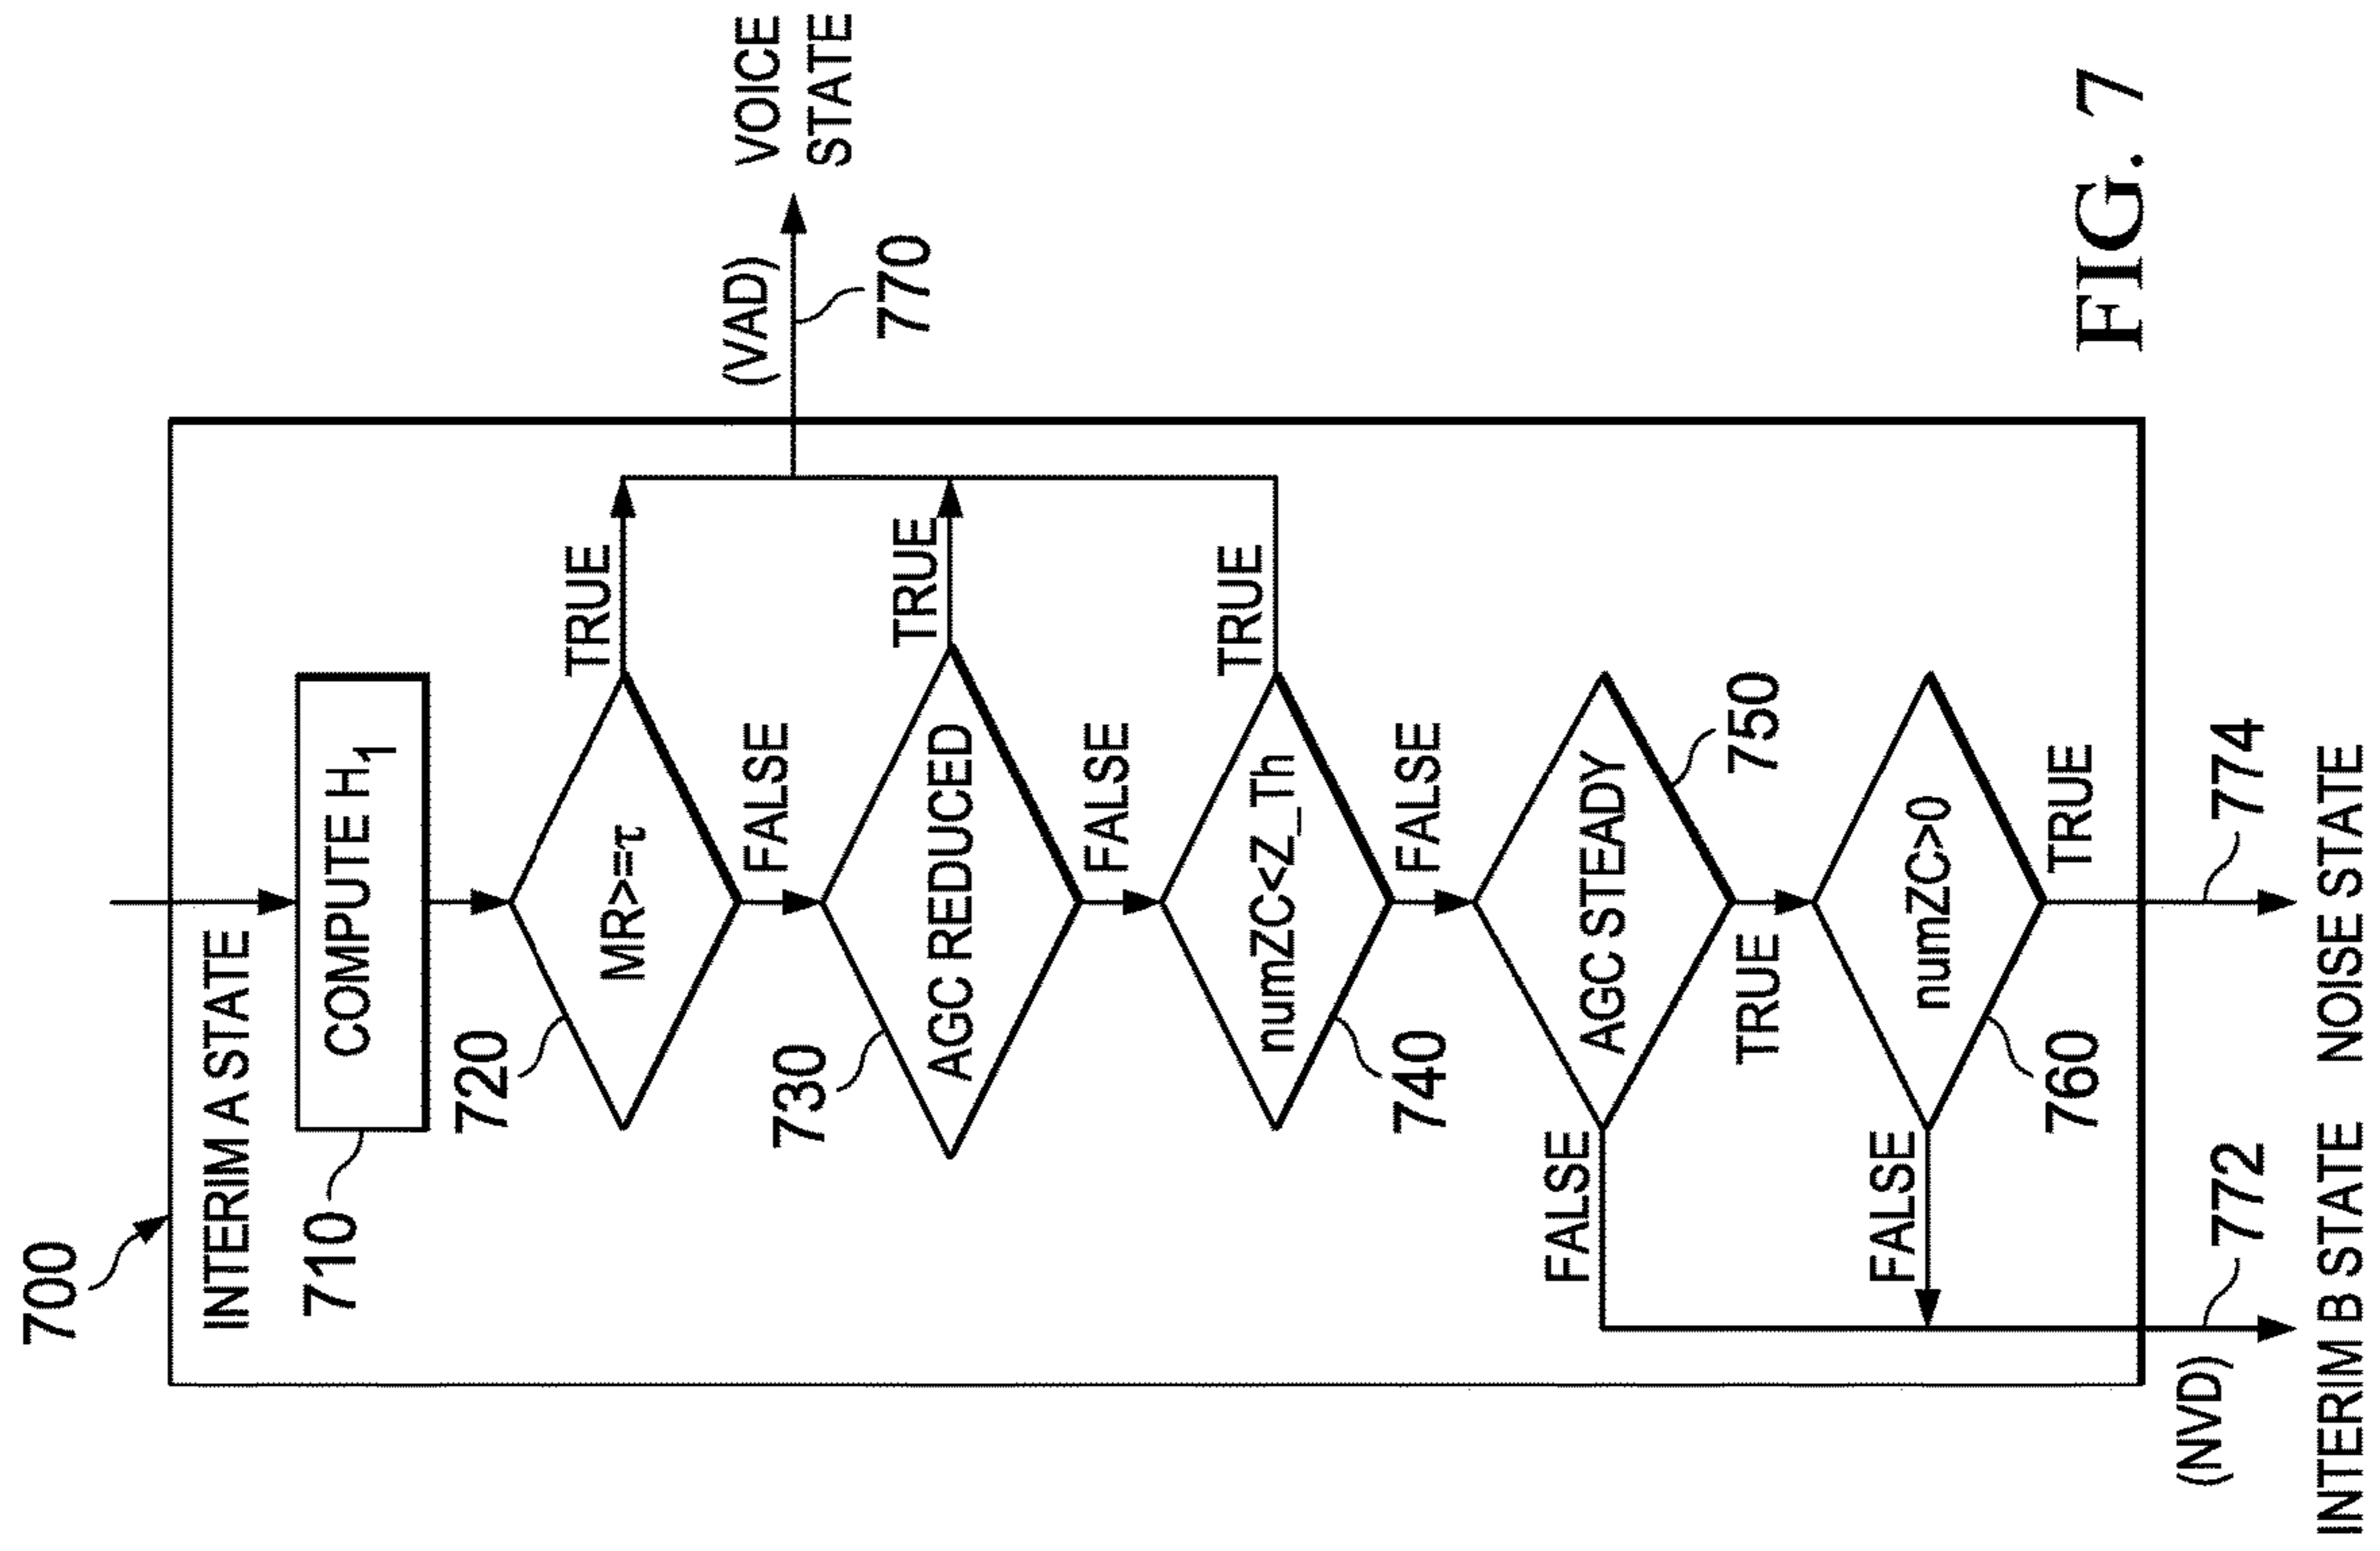 700
INTERIM A STATE
710
COMPUTE H1
720
MR>=τ
TRUE
FALSE
730
AGC REDUCED
TRUE
FALSE
740
numZC<Z_Th
TRUE
FALSE
(VAD)
770
VOICE
STATE
750
AGC STEADY
FALSE
TRUE
760
numZC>0
FALSE
TRUE
(NVD)
772
774
INTERIM B STATE
NOISE STATE
FIG. 7